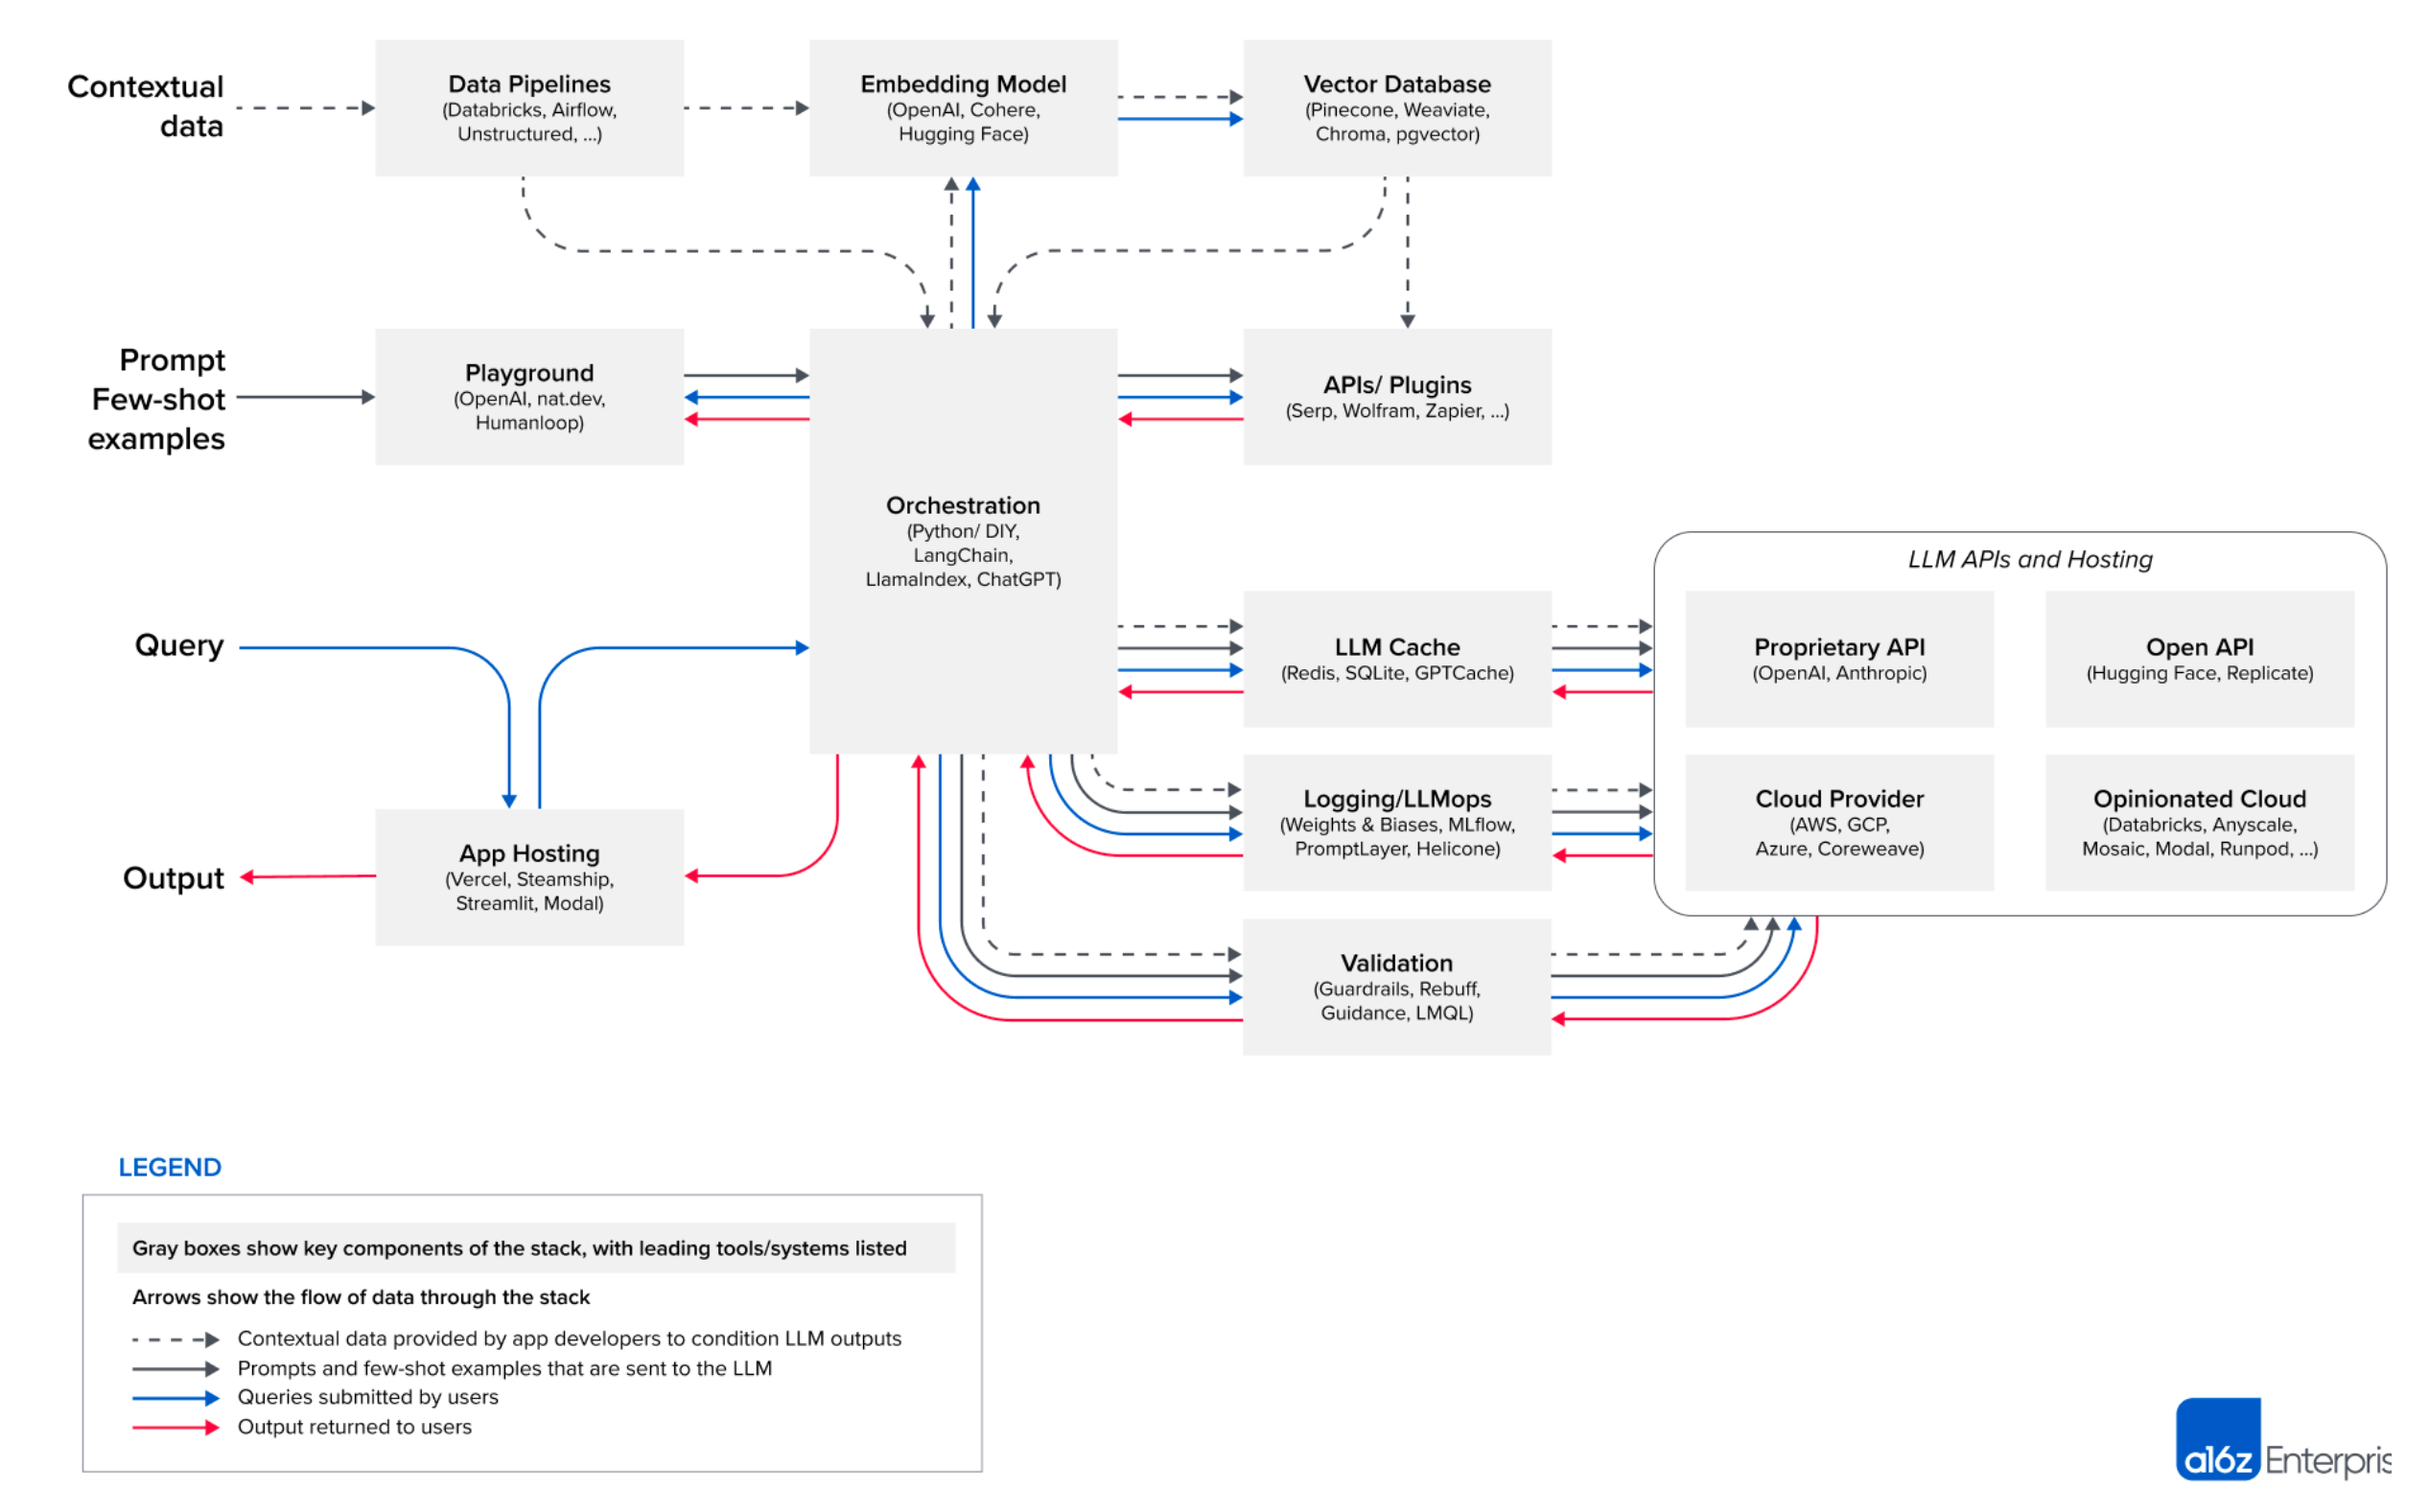 Contextual
data
Data Pipelines
(Databricks, Airflow,
Unstructured, ...)
Embedding Model
(OpenAI, Cohere,
Hugging Face)
Vector Database
(Pinecone, Weaviate,
Chroma, pgvector)
Prompt
Few-shot
examples
Playground
(OpenAI, nat.dev,
Humanloop)
Orchestration
(Python/ DIY,
LangChain,
LlamaIndex, ChatGPT)
APIs/ Plugins
(Serp, Wolfram, Zapier, ...)
Query
LLM Cache
(Redis, SQLite, GPTCache)
LLM APIs and Hosting
Proprietary API
(OpenAI, Anthropic)
Open API
(Hugging Face, Replicate)
Output
App Hosting
(Vercel, Steamship,
Streamlit, Modal)
Logging/LLMops
(Weights & Biases, MLflow,
PromptLayer, Helicone)
Cloud Provider
(AWS, GCP,
Azure, Coreweave)
Opinionated Cloud
(Databricks, Anyscale,
Mosaic, Modal, Runpod, ...)
Validation
(Guardrails, Rebuff,
Guidance, LMQL)
LEGEND
Gray boxes show key components of the stack, with leading tools/systems listed
Arrows show the flow of data through the stack
Contextual data provided by app developers to condition LLM outputs
Prompts and few-shot examples that are sent to the LLM
Queries submitted by users
Output returned to users
a16z Enterpris